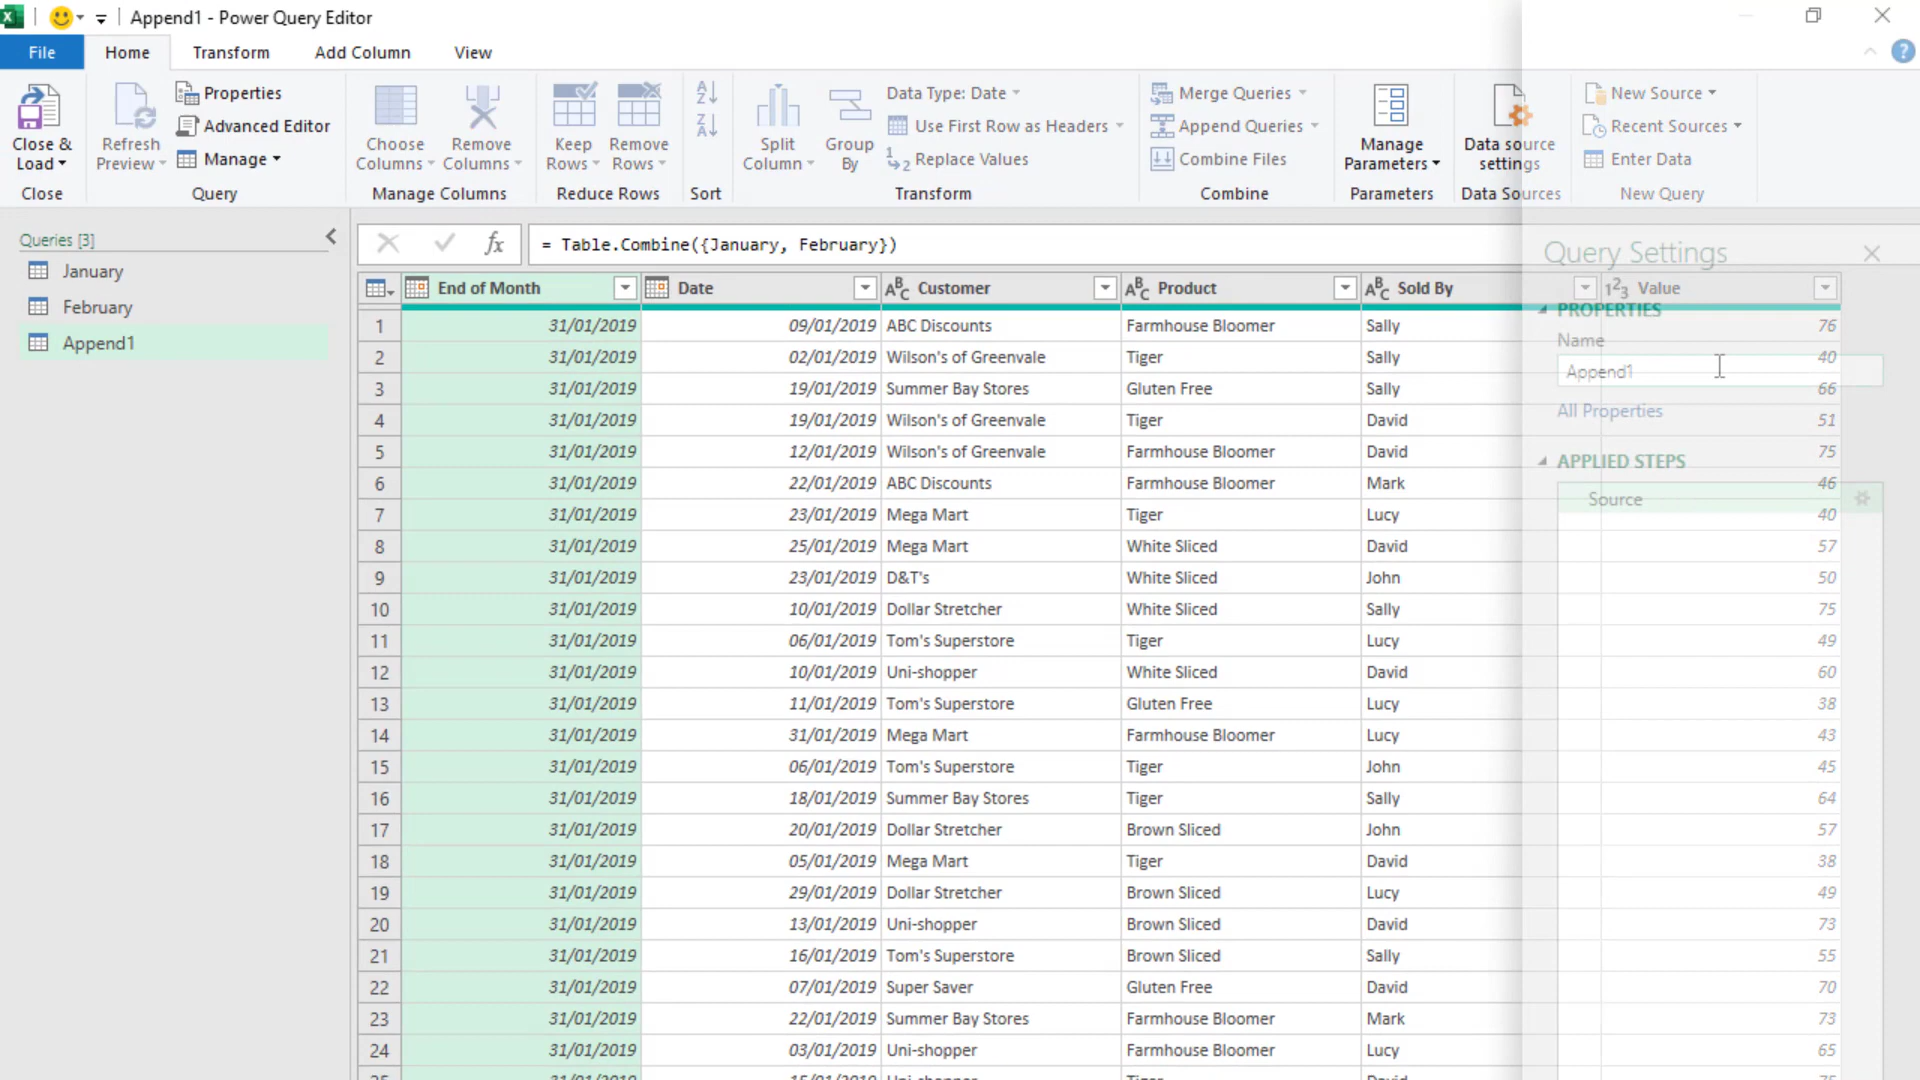 Append1 - Power Query Editor
File Home Transform Add Column View
Close & Load
Refresh Preview
Properties
Advanced Editor
Manage
Choose Columns
Remove Columns
Keep Rows
Remove Rows
Split Column
Group By
Data Type: Date
Use First Row as Headers
Replace Values
Merge Queries
Append Queries
Combine Files
Manage Parameters
Data source settings
New Source
Recent Sources
Enter Data
Close Query Manage Columns Reduce Rows Sort Transform Combine Parameters Data Sources New Query
Queries [3]
January
February
Append1
fx = Table.Combine({January, February})
End of Month Date ABC Customer ABC Product ABC Sold By 123 Value
1 31/01/2019 09/01/2019 ABC Discounts Farmhouse Bloomer Sally 76
2 31/01/2019 02/01/2019 Wilson's of Greenvale Tiger Sally 40
3 31/01/2019 19/01/2019 Summer Bay Stores Gluten Free Sally 66
4 31/01/2019 19/01/2019 Wilson's of Greenvale Tiger David 51
5 31/01/2019 12/01/2019 Wilson's of Greenvale Farmhouse Bloomer David 75
6 31/01/2019 22/01/2019 ABC Discounts Farmhouse Bloomer Mark 46
7 31/01/2019 23/01/2019 Mega Mart Tiger Lucy 40
8 31/01/2019 25/01/2019 Mega Mart White Sliced David 57
9 31/01/2019 23/01/2019 D&T's White Sliced John 50
10 31/01/2019 10/01/2019 Dollar Stretcher White Sliced Sally 75
11 31/01/2019 06/01/2019 Tom's Superstore Tiger Lucy 49
12 31/01/2019 10/01/2019 Uni-shopper White Sliced David 60
13 31/01/2019 11/01/2019 Tom's Superstore Gluten Free Lucy 38
14 31/01/2019 31/01/2019 Mega Mart Farmhouse Bloomer Lucy 43
15 31/01/2019 06/01/2019 Tom's Superstore Tiger John 45
16 31/01/2019 18/01/2019 Summer Bay Stores Tiger Sally 64
17 31/01/2019 20/01/2019 Dollar Stretcher Brown Sliced John 57
18 31/01/2019 05/01/2019 Mega Mart Tiger David 38
19 31/01/2019 29/01/2019 Dollar Stretcher Brown Sliced Lucy 49
20 31/01/2019 13/01/2019 Uni-shopper Brown Sliced David 73
21 31/01/2019 16/01/2019 Tom's Superstore Brown Sliced Sally 55
22 31/01/2019 07/01/2019 Super Saver Gluten Free David 70
23 31/01/2019 22/01/2019 Summer Bay Stores Farmhouse Bloomer Mark 73
24 31/01/2019 03/01/2019 Uni-shopper Farmhouse Bloomer Lucy 65
Query Settings
PROPERTIES
Name
Append1
All Properties
APPLIED STEPS
Source